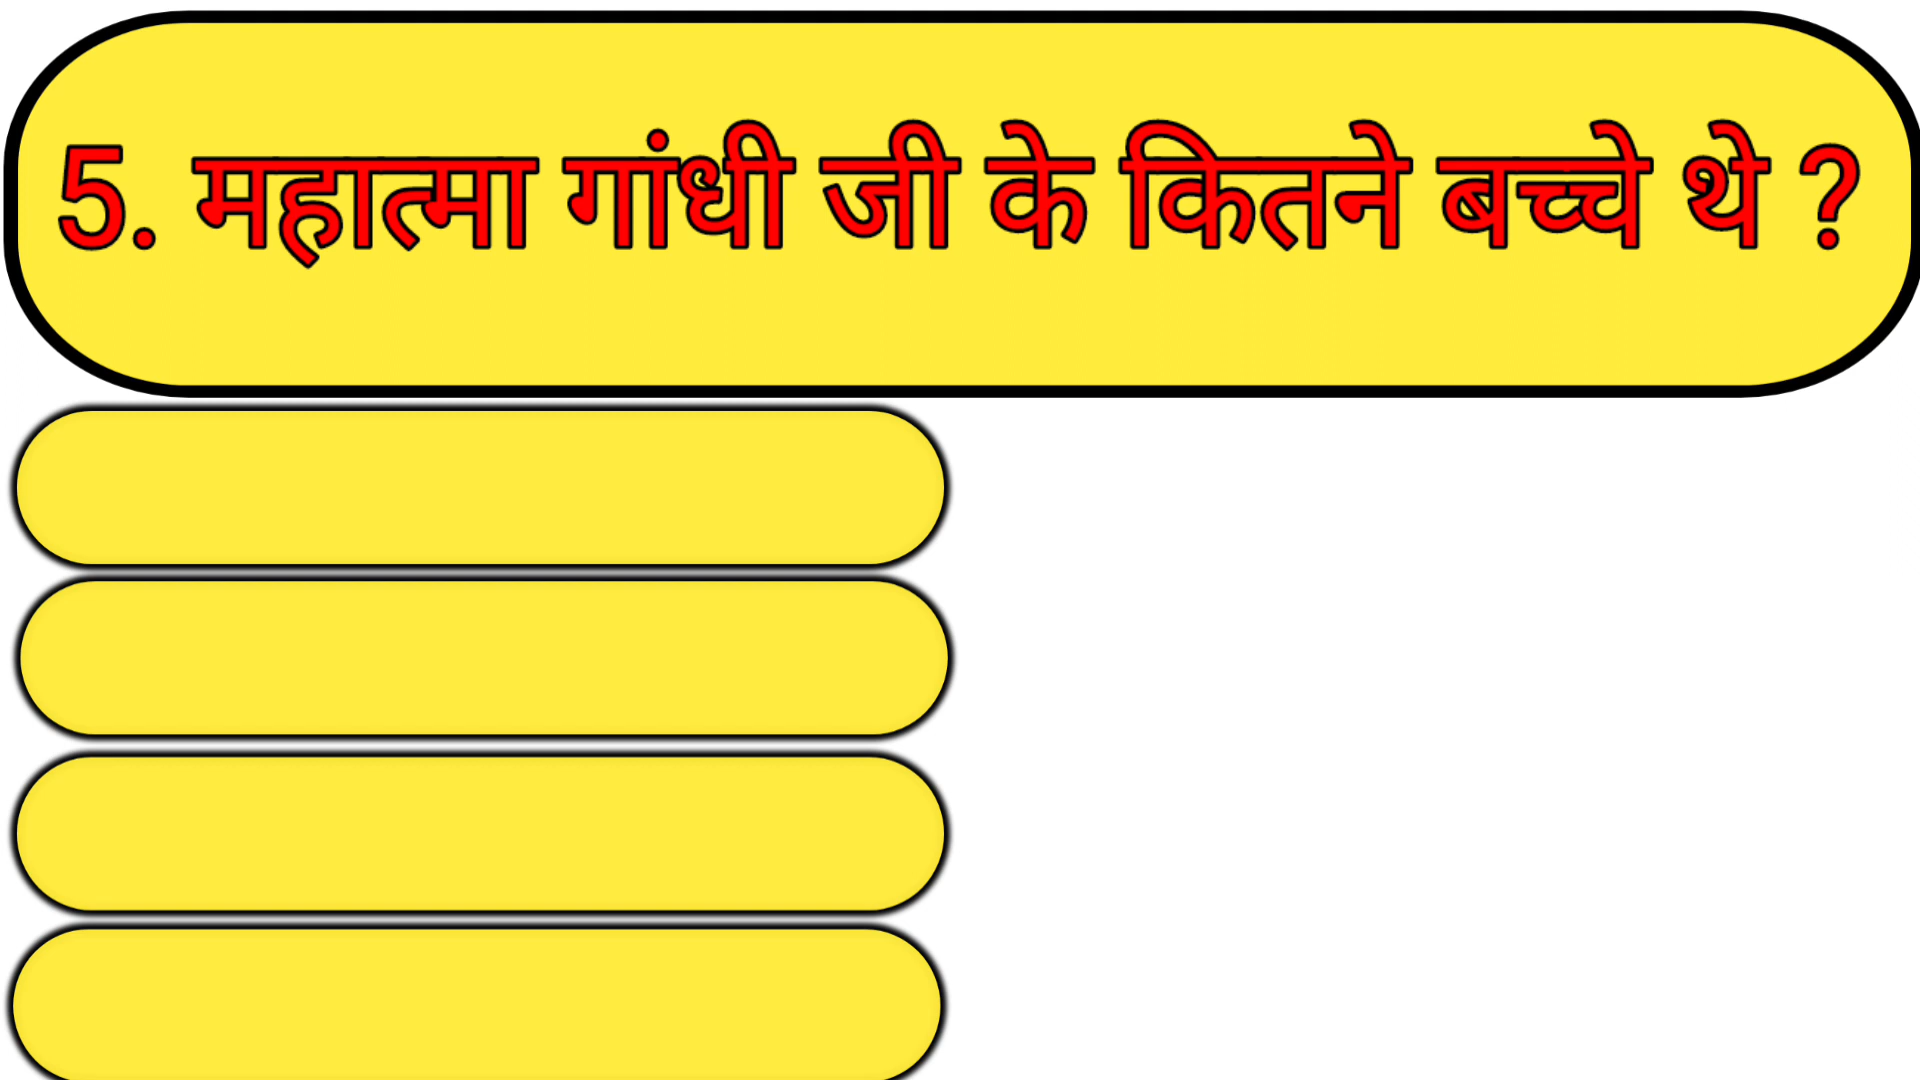 5. महात्मा गांधी जी के कितने बच्चे थे ?